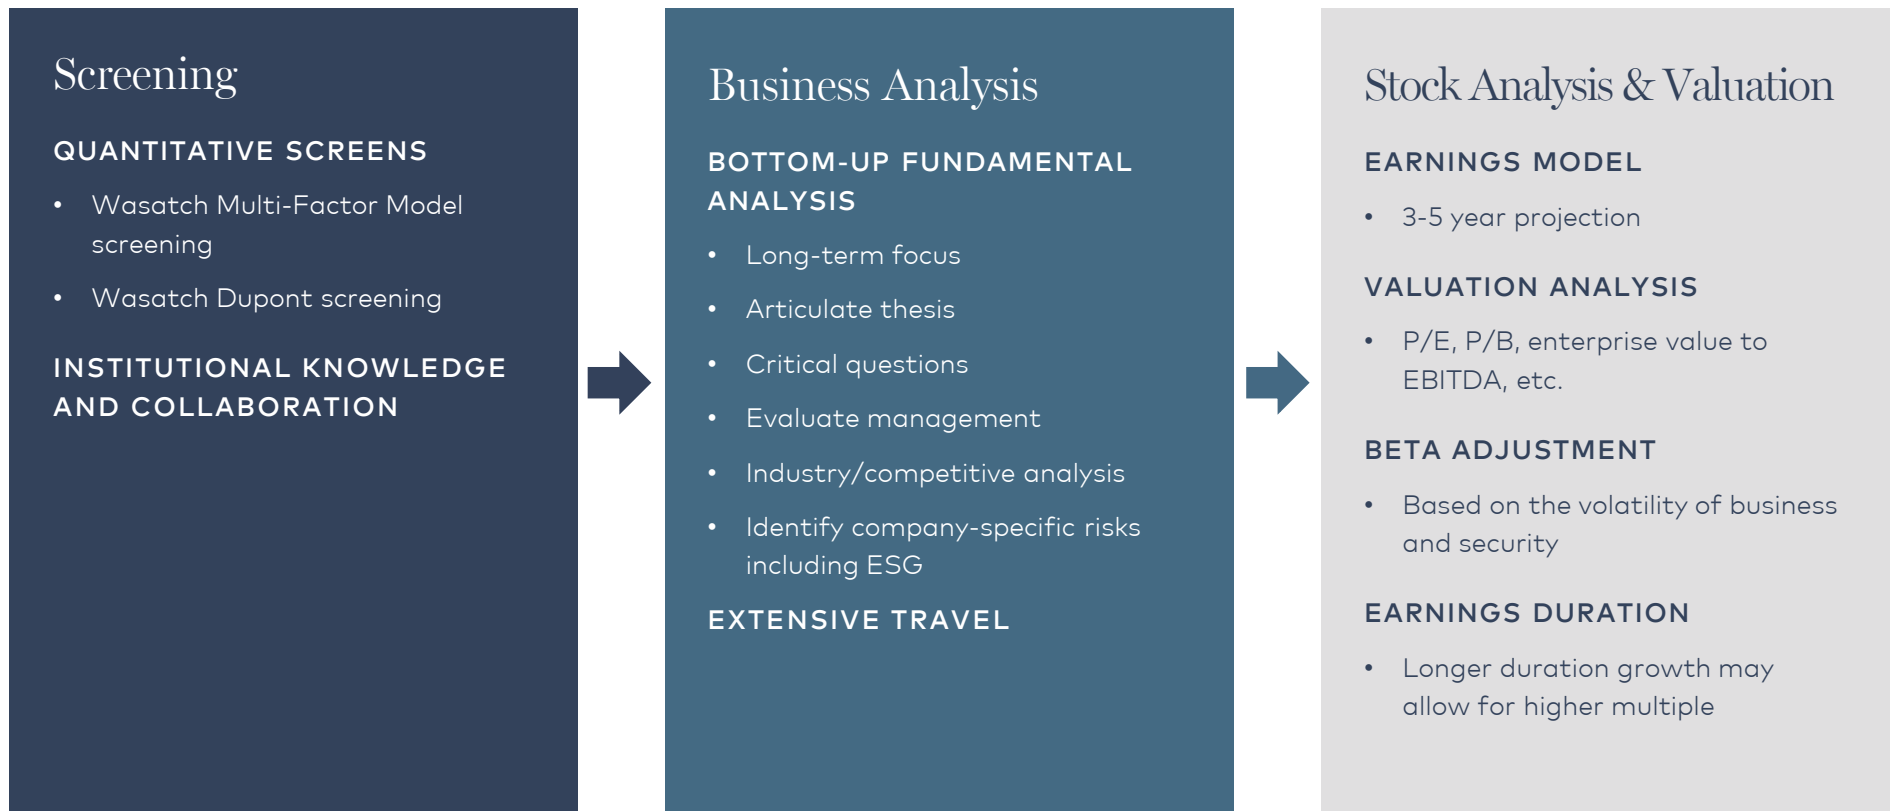 Screening
QUANTITATIVE SCREENS
• Wasatch Multi-Factor Model
screening
• Wasatch Dupont screening
INSTITUTIONAL KNOWLEDGE
AND COLLABORATION
Business Analysis
BOTTOM-UP FUNDAMENTAL
ANALYSIS
• Long-term focus
• Articulate thesis
• Critical questions
• Evaluate management
• Industry/competitive analysis
• Identify company-specific risks
including ESG
EXTENSIVE TRAVEL
Stock Analysis & Valuation
EARNINGS MODEL
• 3-5 year projection
VALUATION ANALYSIS
• P/E, P/B, enterprise value to
EBITDA, etc.
BETA ADJUSTMENT
• Based on the volatility of business
and security
EARNINGS DURATION
• Longer duration growth may
allow for higher multiple